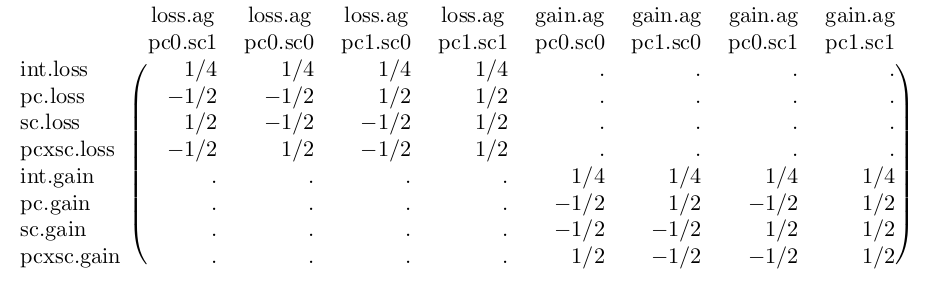 loss.ag loss.ag loss.ag loss.ag gain.ag gain.ag gain.ag gain.ag
pc0.sc1 pc0.sc0 pc1.sc0 pc1.sc1 pc0.sc0 pc1.sc0 pc0.sc1 pc1.sc1
int.loss 1/4 1/4 1/4 1/4 . . . .
pc.loss −1/2 −1/2 1/2 1/2 . . . .
sc.loss 1/2 −1/2 −1/2 1/2 . . . .
pcxsc.loss −1/2 1/2 −1/2 1/2 . . . .
int.gain . . . . 1/4 1/4 1/4 1/4
pc.gain . . . . −1/2 1/2 −1/2 1/2
sc.gain . . . . −1/2 −1/2 1/2 1/2
pcxsc.gain . . . . 1/2 −1/2 −1/2 1/2